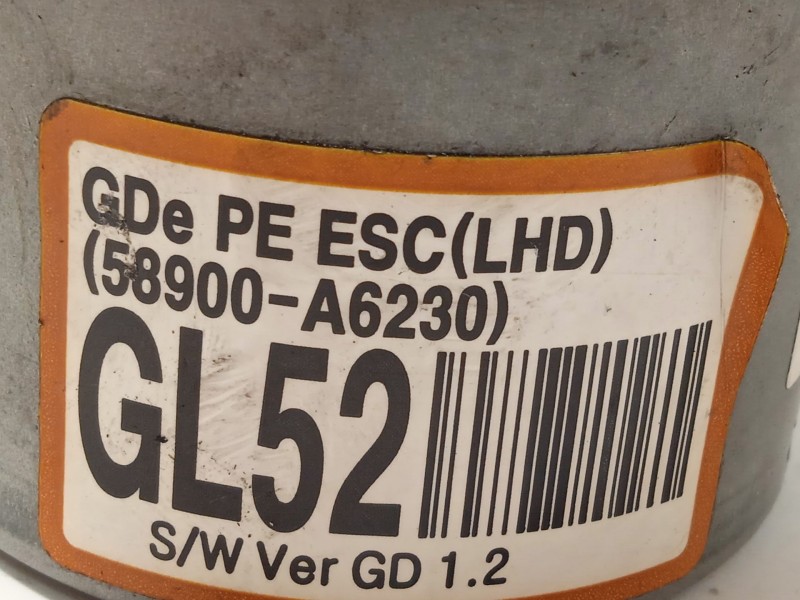 GDe PE ESC(LHD)
(58900-A6230)
GL52
S/W Ver GD 1.2